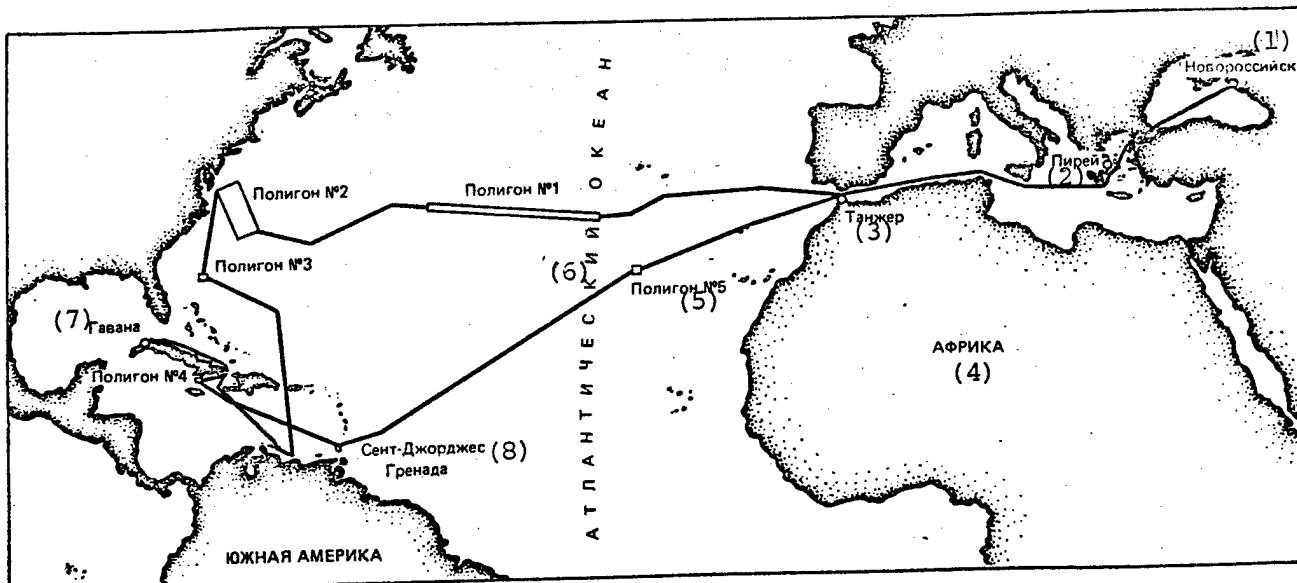 (1)
Новороссийск
Полигон №2
Полигон №1
Пирей
(2)
Танжер
(3)
Полигон №3
(6)
Полигон №5
(5)
(7)
Гавана
Полигон №4
АФРИКА
(4)
Сент-Джорджес (8)
Гренада
ЮЖНАЯ АМЕРИКА
АТЛАНТИЧЕСКИЙ ОКЕАН